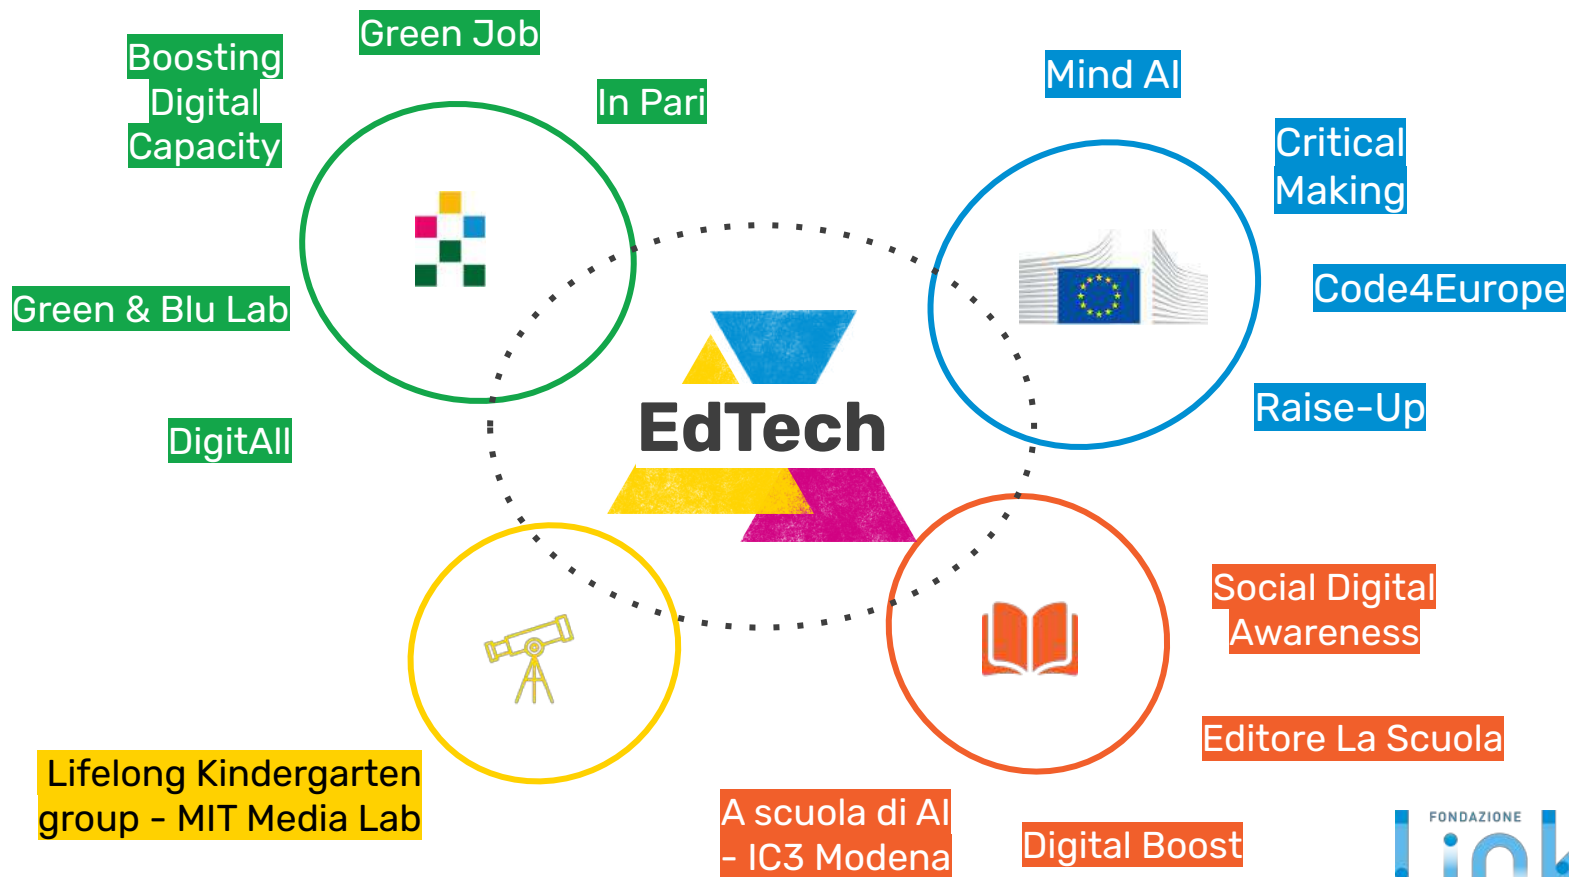 Green Job
Boosting
Digital
Capacity
In Pari
Green & Blu Lab
DigitAll
Mind AI
Critical
Making
Code4Europe
Raise-Up
EdTech
Social Digital
Awareness
Editore La Scuola
Lifelong Kindergarten
group - MIT Media Lab
A scuola di AI
- IC3 Modena
Digital Boost
FONDAZIONE